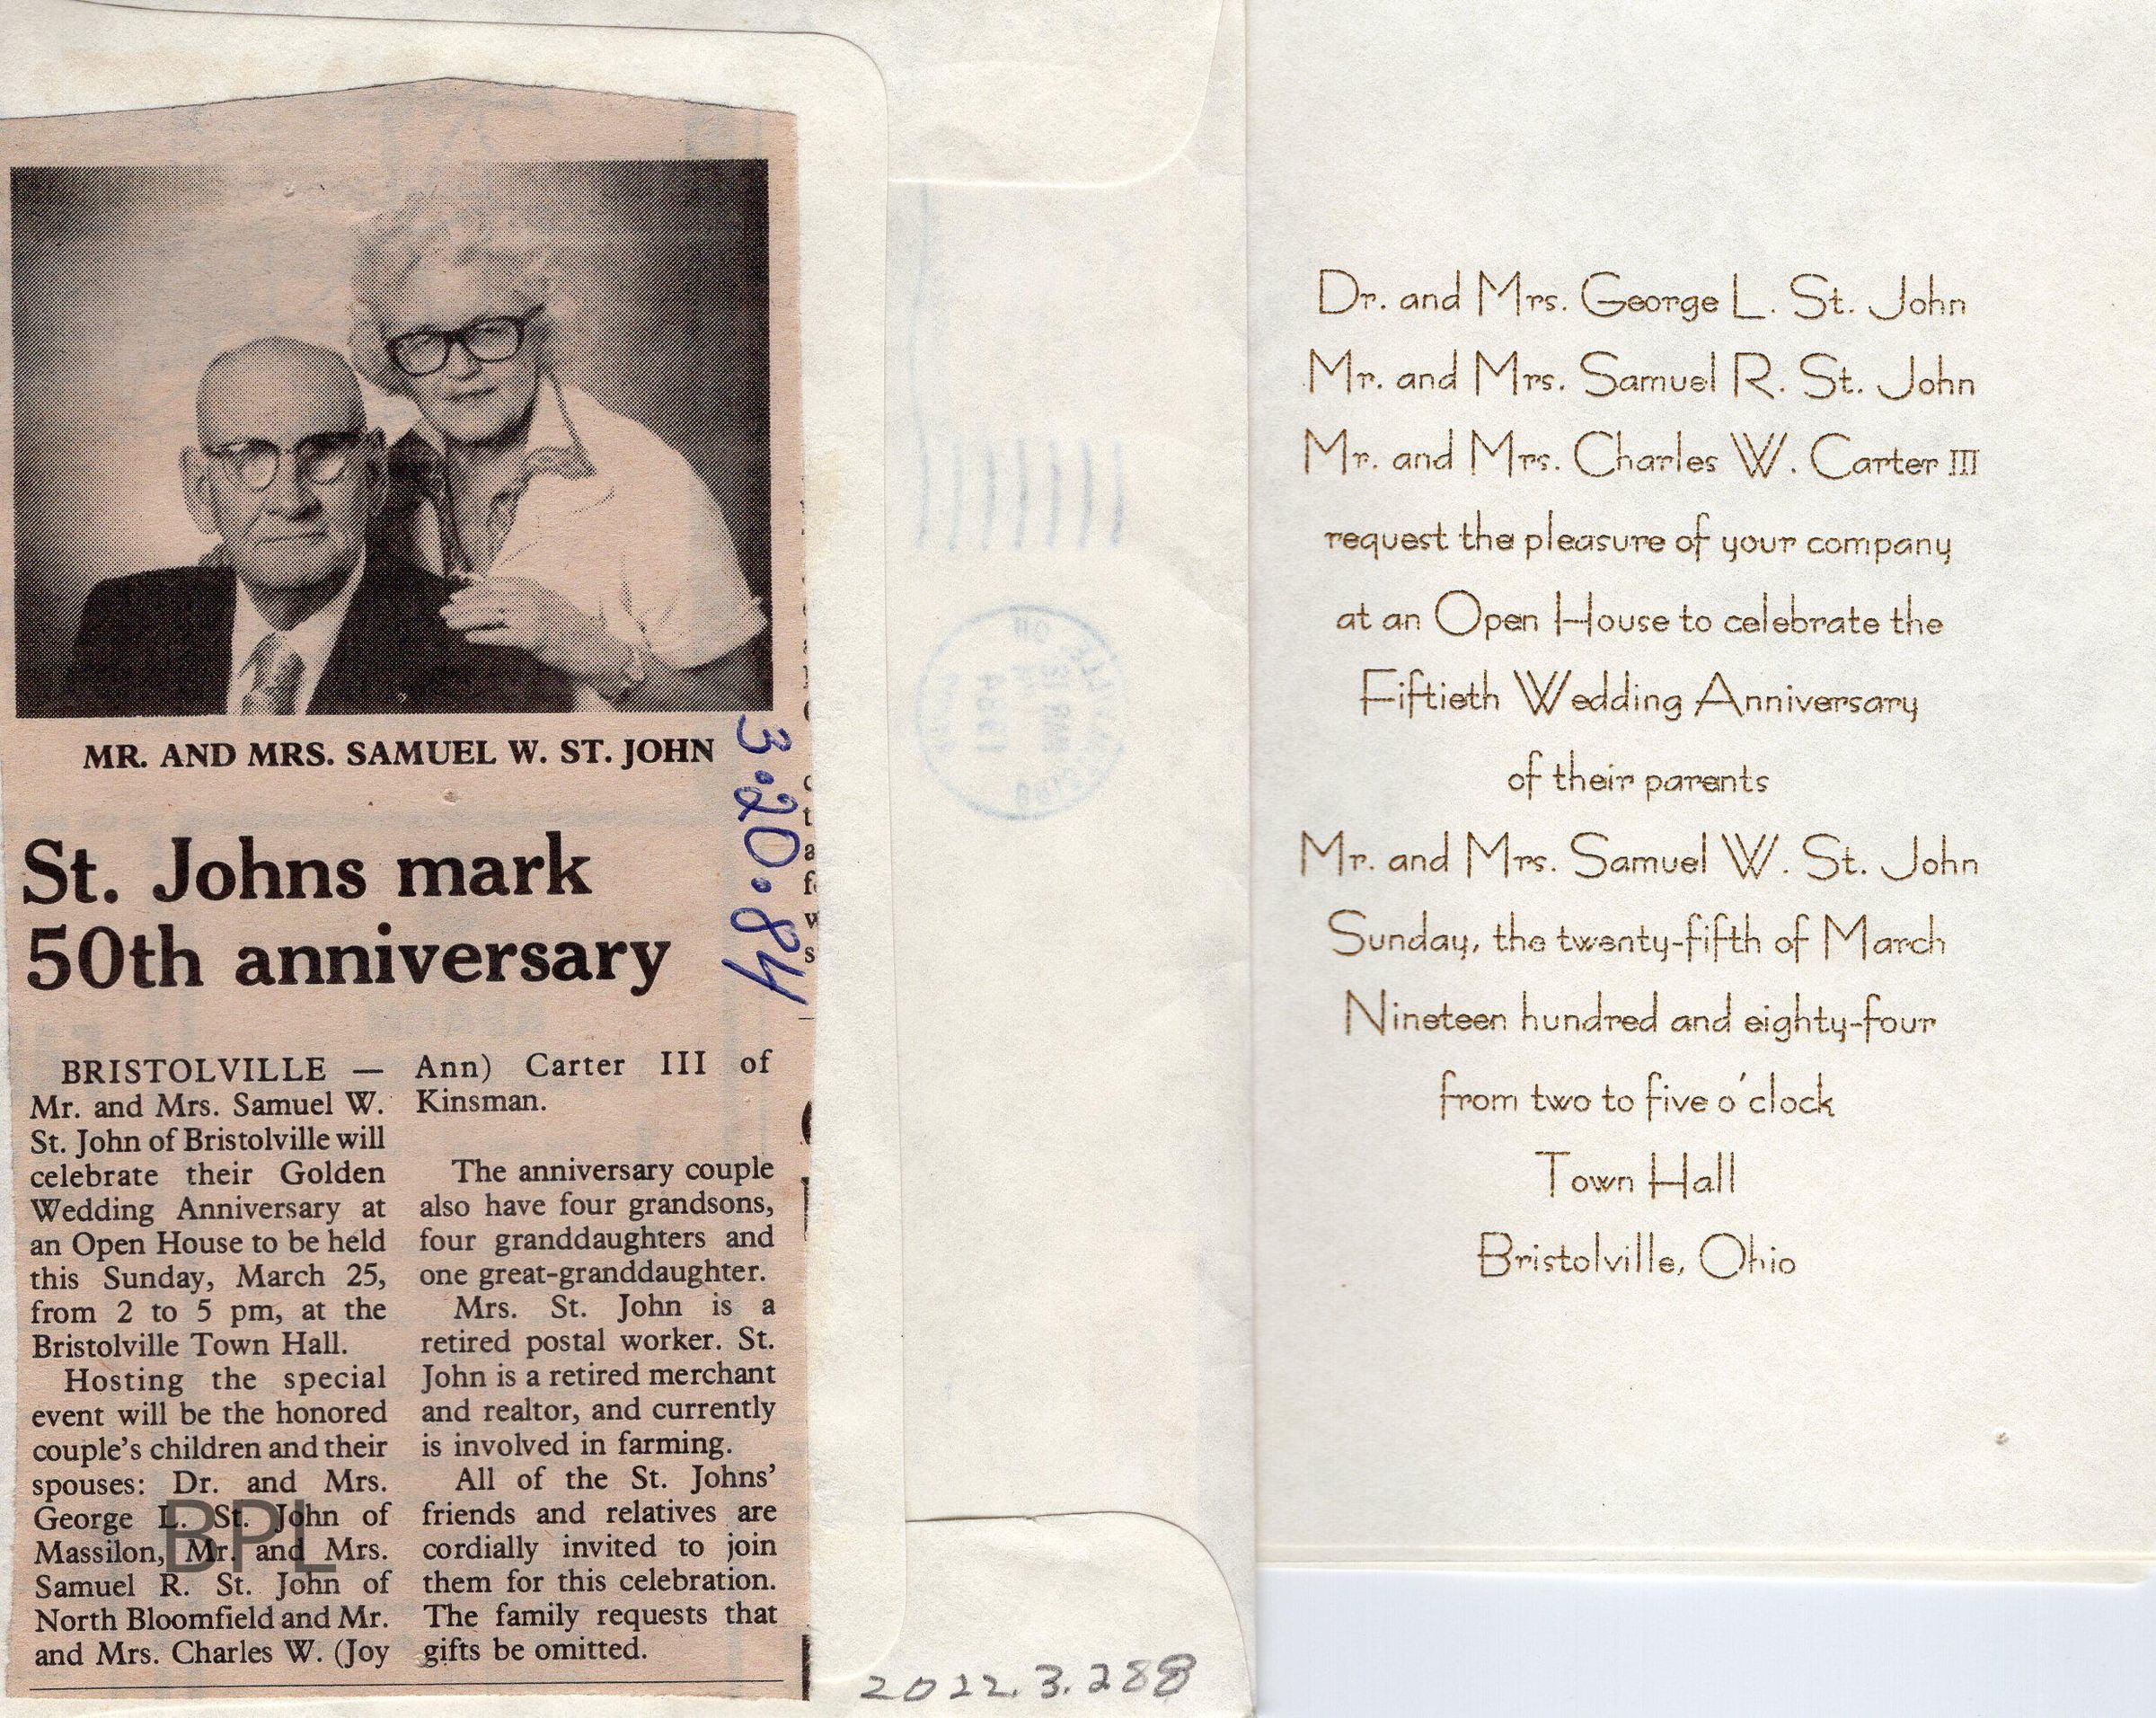 MR. AND MRS. SAMUEL W. ST. JOHN
3.20.84
St. Johns mark
50th anniversary
BRISTOLVILLE —
Mr. and Mrs. Samuel W.
St. John of Bristolville will
celebrate their Golden
Wedding Anniversary at
an Open House to be held
this Sunday, March 25,
from 2 to 5 pm, at the
Bristolville Town Hall.
Hosting the special
event will be the honored
couple's children and their
spouses: Dr. and Mrs.
George L. St. John of
Massilon, Mr. and Mrs.
Samuel R. St. John of
North Bloomfield and Mr.
and Mrs. Charles W. (Joy
Ann) Carter III of
Kinsman.
The anniversary couple
also have four grandsons,
four granddaughters and
one great-granddaughter.
Mrs. St. John is a
retired postal worker. St.
John is a retired merchant
and realtor, and currently
is involved in farming.
All of the St. Johns'
friends and relatives are
cordially invited to join
them for this celebration.
The family requests that
gifts be omitted.
BPL
2022.3.288
Dr. and Mrs. George L. St. John
Mr. and Mrs. Samuel R. St. John
Mr. and Mrs. Charles W. Carter III
request the pleasure of your company
at an Open House to celebrate the
Fiftieth Wedding Anniversary
of their parents
Mr. and Mrs. Samuel W. St. John
Sunday, the twenty-fifth of March
Nineteen hundred and eighty-four
from two to five o'clock
Town Hall
Bristolville, Ohio